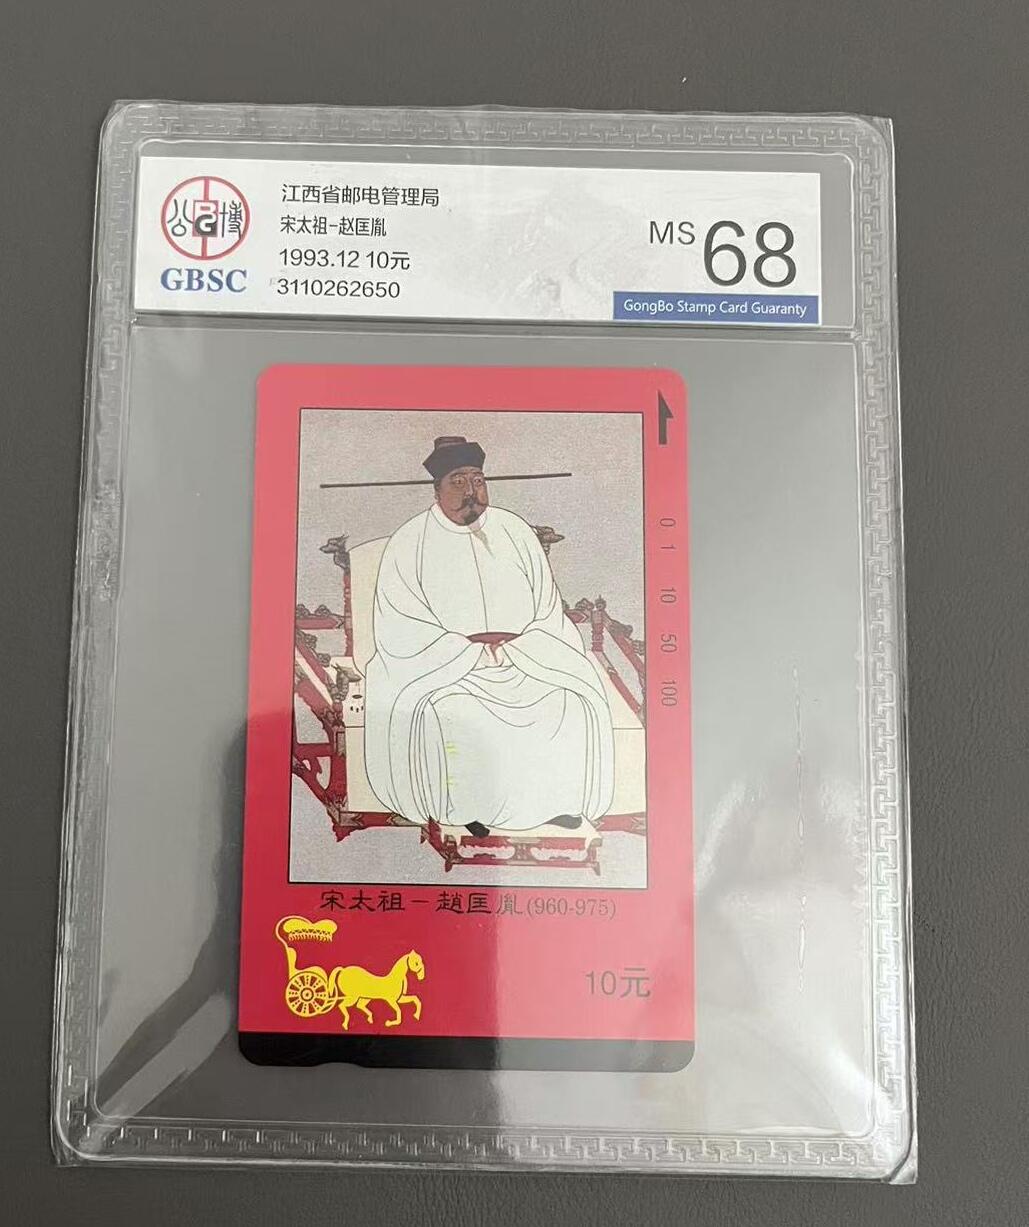 公博
BG
GBSC
江西省邮电管理局
宋太祖-赵匡胤
1993.12 10元
3110262650
MS 68
GongBo Stamp Card Guaranty
0 1 10 50 100
宋太祖－趙匡胤(960-975)
10元